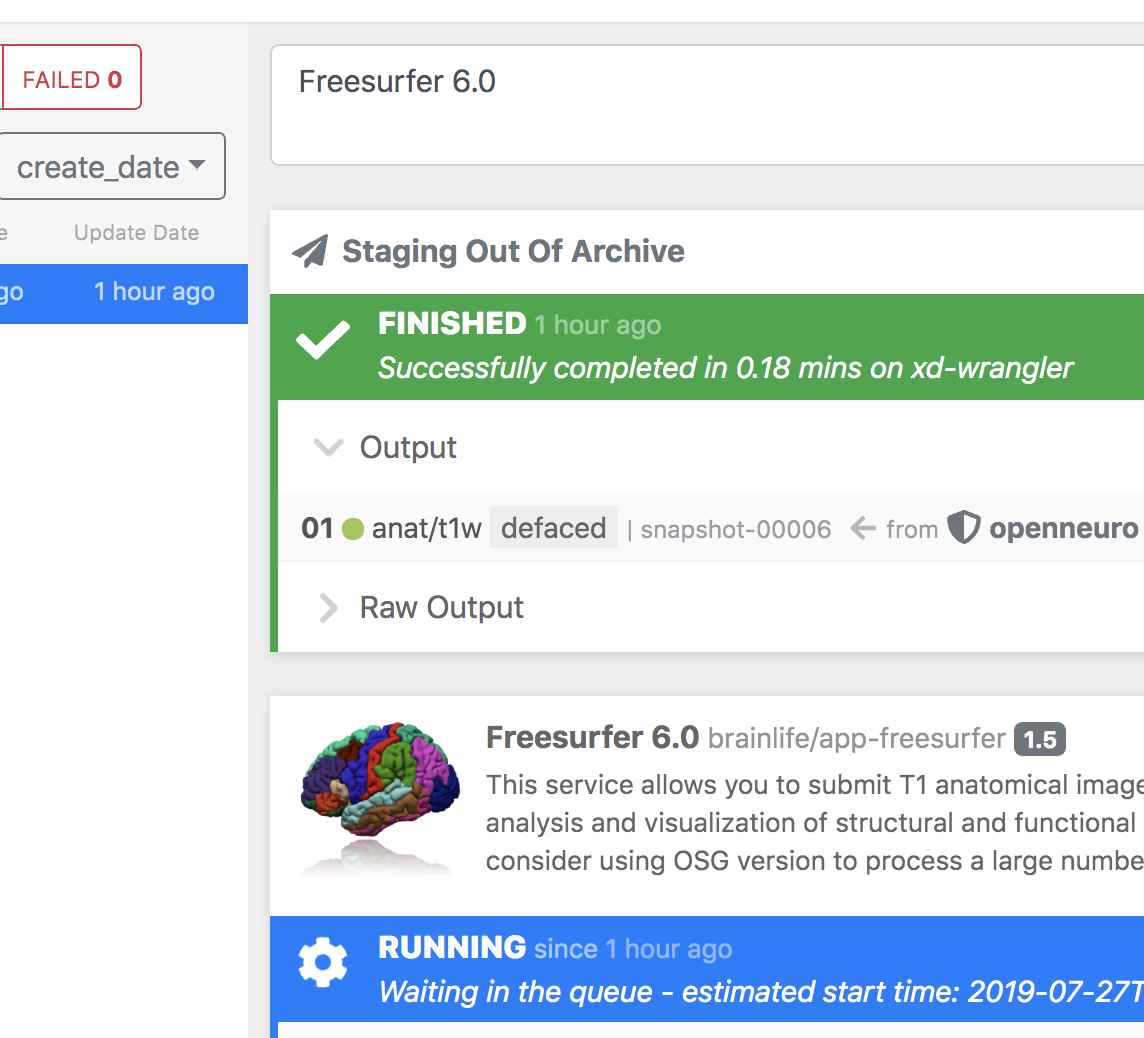 FAILED 0
create_date
e Update Date
go 1 hour ago
Freesurfer 6.0
Staging Out Of Archive
FINISHED 1 hour ago
Successfully completed in 0.18 mins on xd-wrangler
Output
01 anat/t1w defaced | snapshot-00006 ← from openneuro
Raw Output
Freesurfer 6.0 brainlife/app-freesurfer 1.5
This service allows you to submit T1 anatomical image
analysis and visualization of structural and functional
consider using OSG version to process a large numbe
RUNNING since 1 hour ago
Waiting in the queue - estimated start time: 2019-07-27T